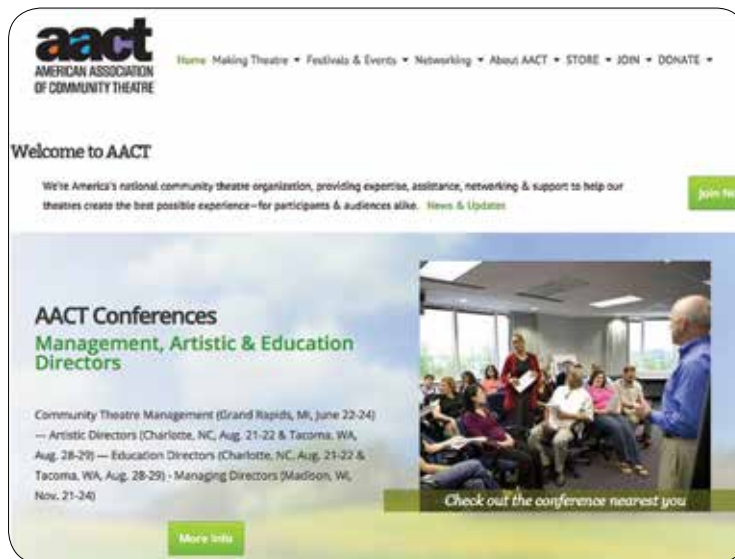 aact
AMERICAN ASSOCIATION
OF COMMUNITY THEATRE
Home Making Theatre Festivals & Events Networking About AACT STORE JOIN DONATE
Welcome to AACT
We're America's national community theatre organization, providing expertise, assistance, networking & support to help our
theatres create the best possible experience—for participants & audiences alike. News & Updates
Join
AACT Conferences
Management, Artistic & Education
Directors
Community Theatre Management (Grand Rapids, MI, June 22-24)
— Artistic Directors (Charlotte, NC, Aug. 21-22 & Tacoma, WA,
Aug. 28-29) — Education Directors (Charlotte, NC, Aug. 21-22 &
Tacoma, WA, Aug. 28-29) - Managing Directors (Madison, WI,
Nov. 21-24)
Check out the conference nearest you
More Info